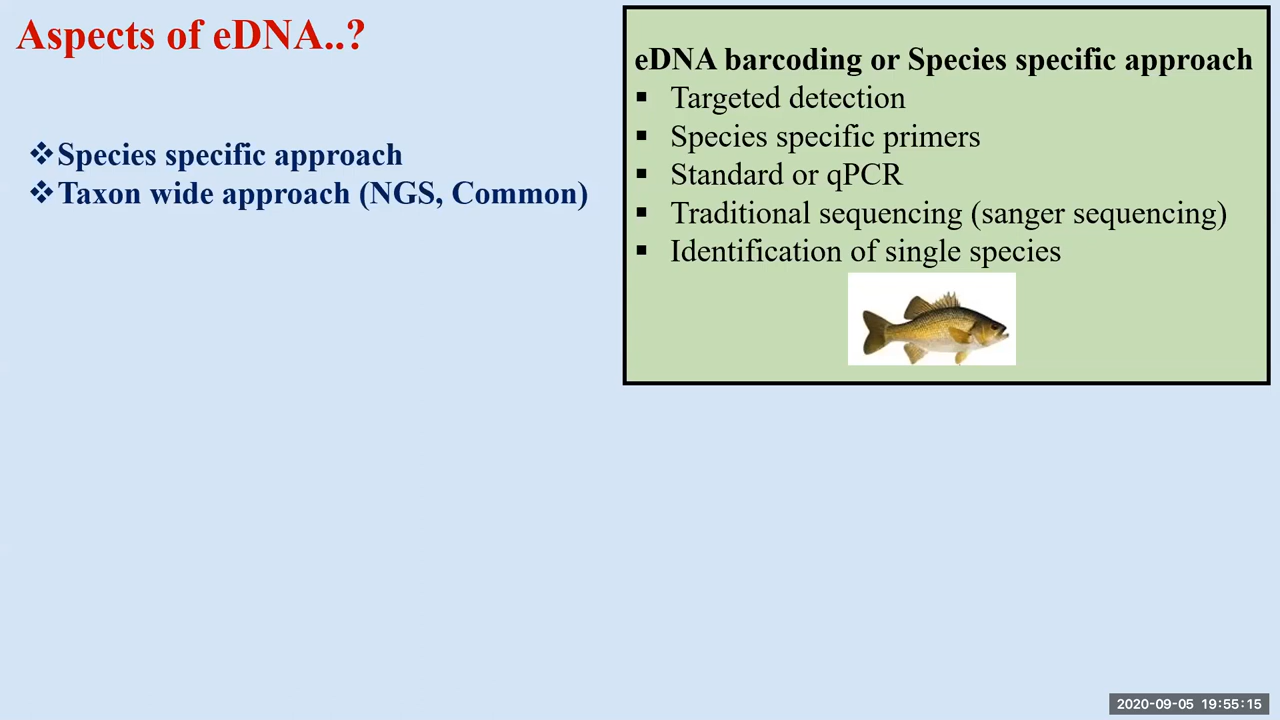 Aspects of eDNA..?
❖Species specific approach
❖Taxon wide approach (NGS, Common)
eDNA barcoding or Species specific approach
▪ Targeted detection
▪ Species specific primers
▪ Standard or qPCR
▪ Traditional sequencing (sanger sequencing)
▪ Identification of single species
2020-09-05 19:55:15